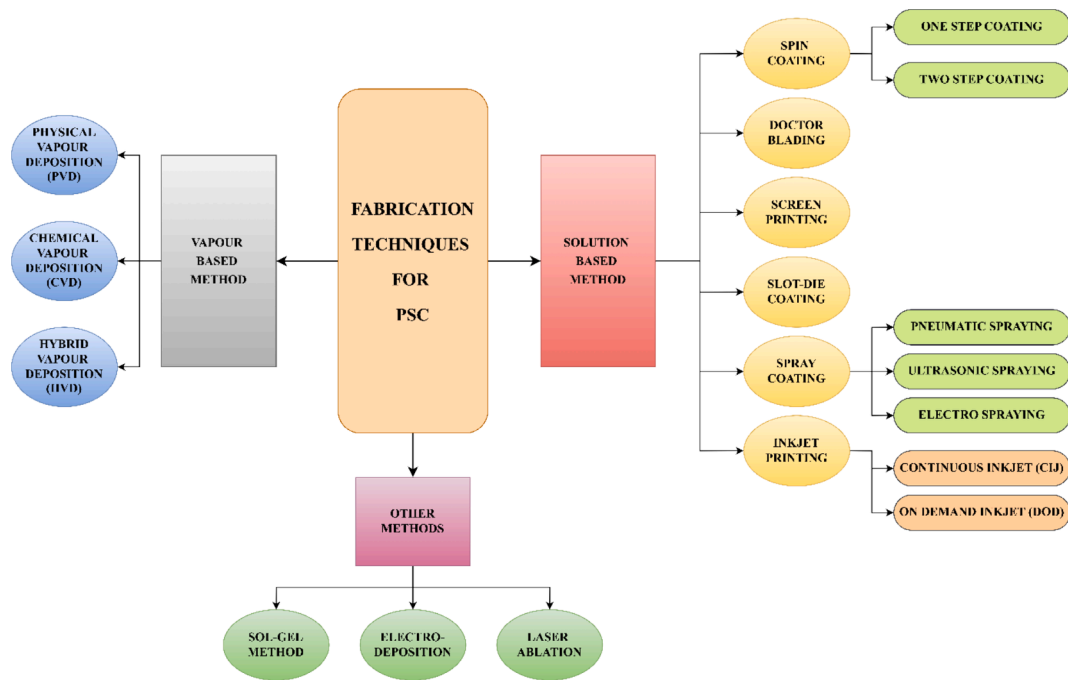 SPIN
COATING
ONE STEP COATING
TWO STEP COATING
DOCTOR
BLADING
SCREEN
PRINTING
SLOT-DIE
COATING
SPRAY
COATING
PNEUMATIC SPRAYING
ULTRASONIC SPRAYING
ELECTRO SPRAYING
INKJET
PRINTING
CONTINUOUS INKJET (CIJ)
ON DEMAND INKJET (DOD)
SOLUTION
BASED
METHOD
FABRICATION
TECHNIQUES
FOR
PSC
VAPOUR
BASED
METHOD
PHYSICAL
VAPOUR
DEPOSITION
(PVD)
CHEMICAL
VAPOUR
DEPOSITION
(CVD)
HYBRID
VAPOUR
DEPOSITION
(HVD)
OTHER
METHODS
SOL-GEL
METHOD
ELECTRO-
DEPOSITION
LASER
ABLATION